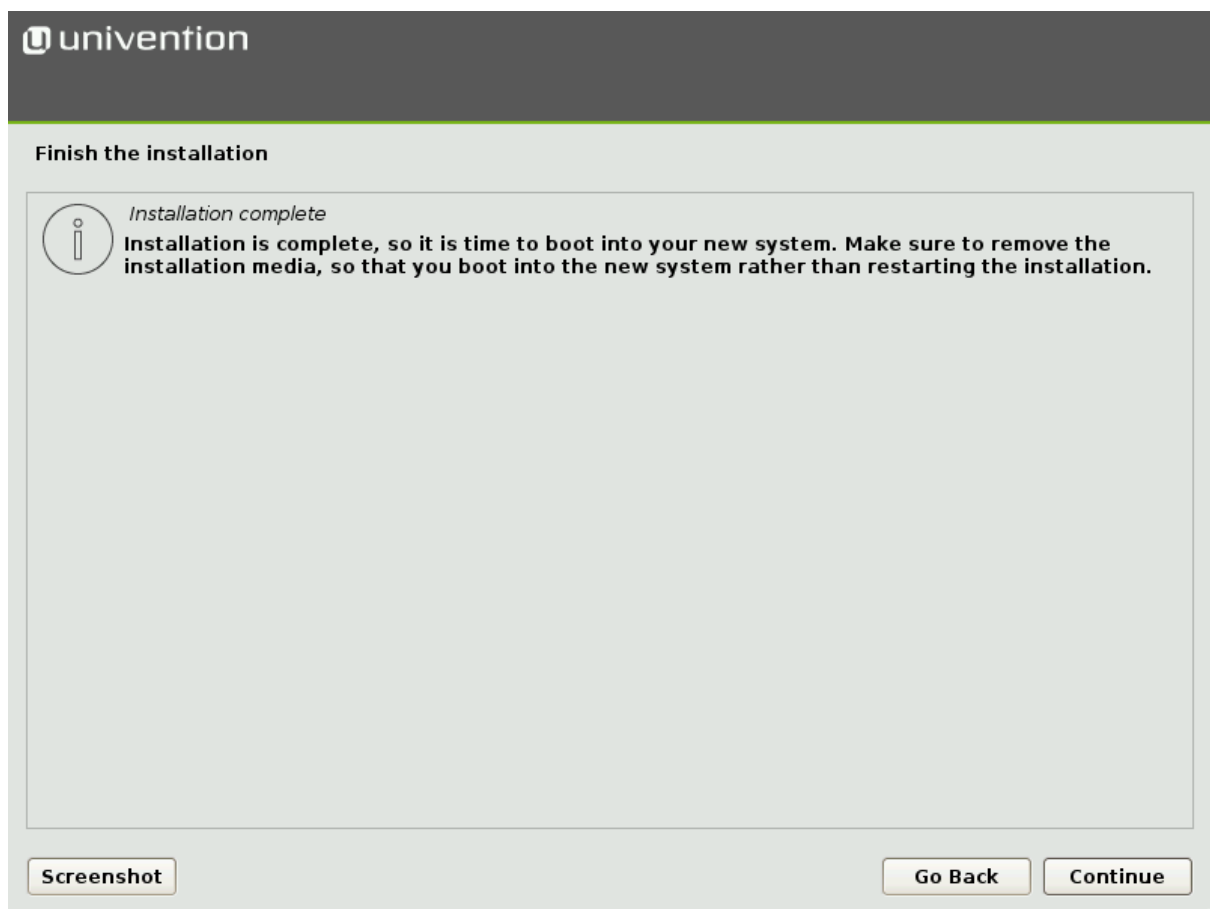 univention
Finish the installation
Installation complete
Installation is complete, so it is time to boot into your new system. Make sure to remove the
installation media, so that you boot into the new system rather than restarting the installation.
Screenshot
Go Back
Continue